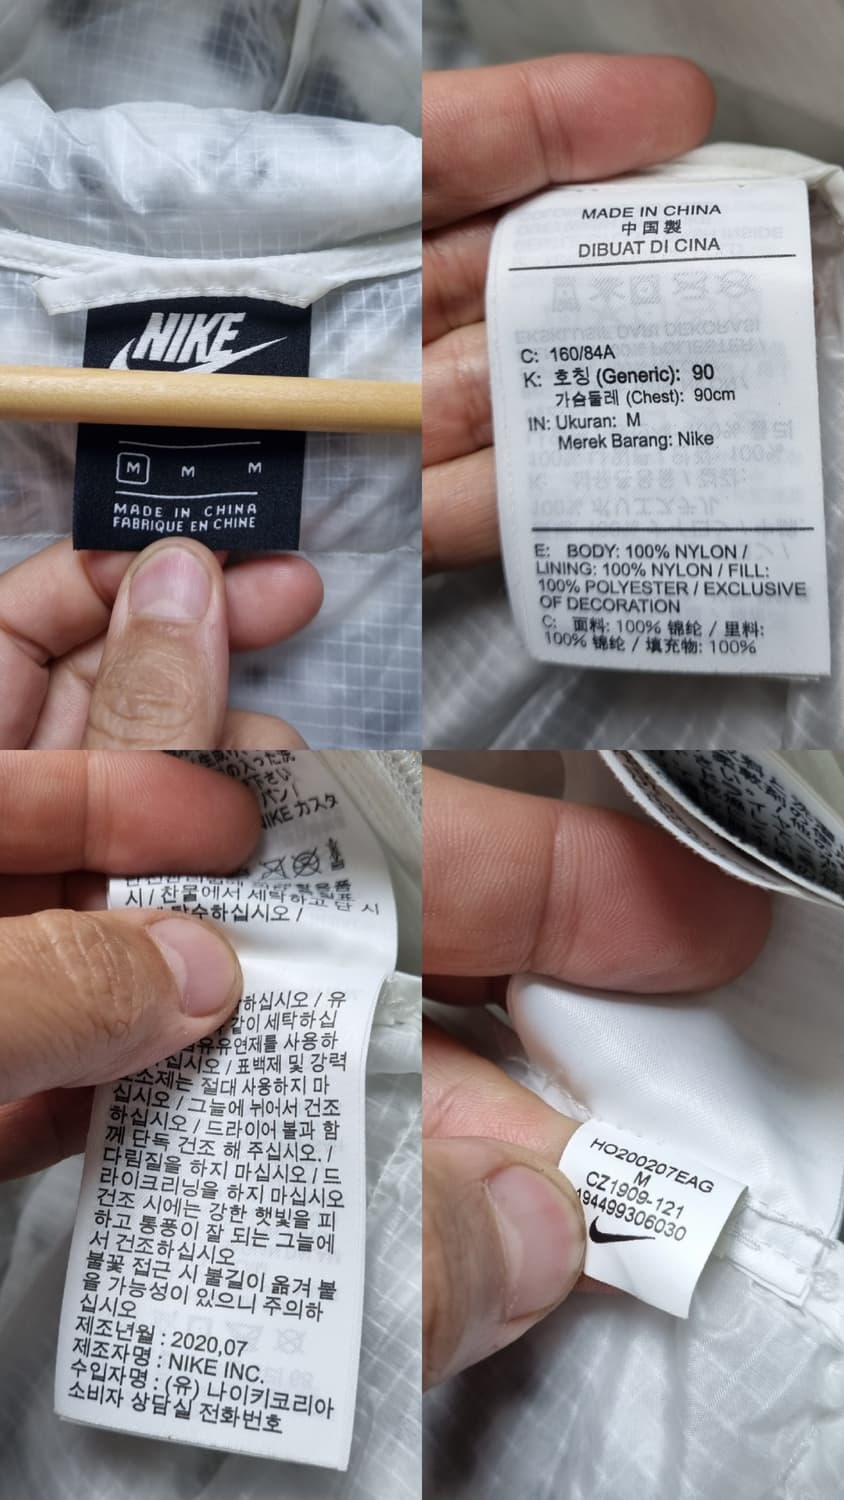 NIKE
M M M
MADE IN CHINA
FABRIQUE EN CHINE
MADE IN CHINA
中国製
DIBUAT DI CINA
C: 160/84A
K: 호칭 (Generic): 90
가슴둘레 (Chest): 90cm
IN: Ukuran: M
Merek Barang: Nike
E: BODY: 100% NYLON /
LINING: 100% NYLON / FILL:
100% POLYESTER / EXCLUSIVE
OF DECORATION
C: 面料: 100% 锦纶 / 里料:
100% 锦纶 / 填充物: 100%
の入った洗
下さい
パン/
NIKE カスタ
시 / 찬물에서 세탁하고 단 시
탈수하십시오 /
하십시오 / 유
같이 세탁하십
유연제를 사용하
십시오 / 표백제 및 강력
소제는 절대 사용하지 마
십시오 / 그늘에 뉘어서 건조
하십시오 / 드라이어 볼과 함
께 단독 건조 해 주십시오. /
다림질을 하지 마십시오 / 드
라이크리닝을 하지 마십시오
건조 시에는 강한 햇빛을 피
하고 통풍이 잘 되는 그늘에
서 건조하십시오
불꽃 접근 시 불길이 옮겨 붙
을 가능성이 있으니 주의하
십시오
제조년월 : 2020,07
제조자명 : NIKE INC.
수입자명 : (유) 나이키코리아
소비자 상담실 전화번호
HO200207EAG
M
CZ1909-121
194499306030